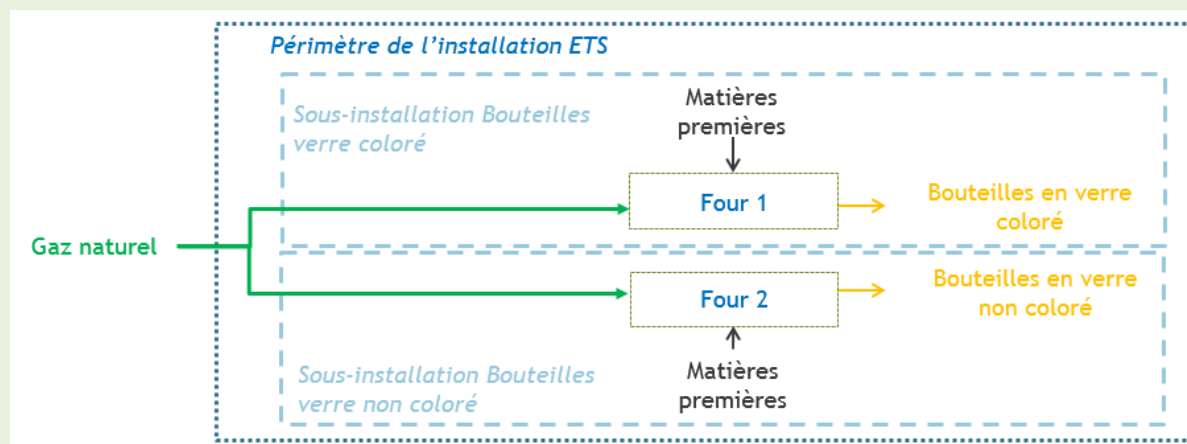 Périmètre de l'installation ETS
Sous-installation Bouteilles
verre coloré
Matières
premières
Four 1
Bouteilles en verre
coloré
Gaz naturel
Four 2
Bouteilles en verre
non coloré
Sous-installation Bouteilles
verre non coloré
Matières
premières